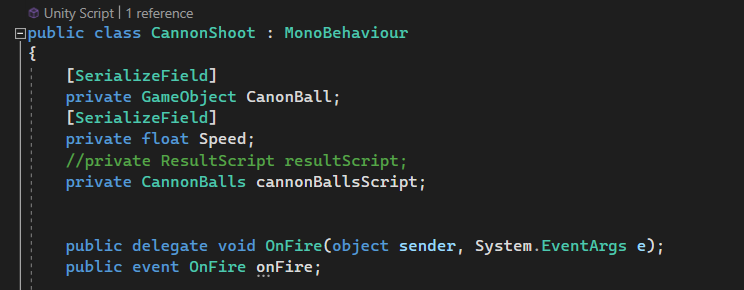 Unity Script | 1 reference
public class CannonShoot : MonoBehaviour
{
[SerializeField]
private GameObject CanonBall;
[SerializeField]
private float Speed;
//private ResultScript resultScript;
private CannonBalls cannonBallsScript;
public delegate void OnFire(object sender, System.EventArgs e);
public event OnFire onFire;